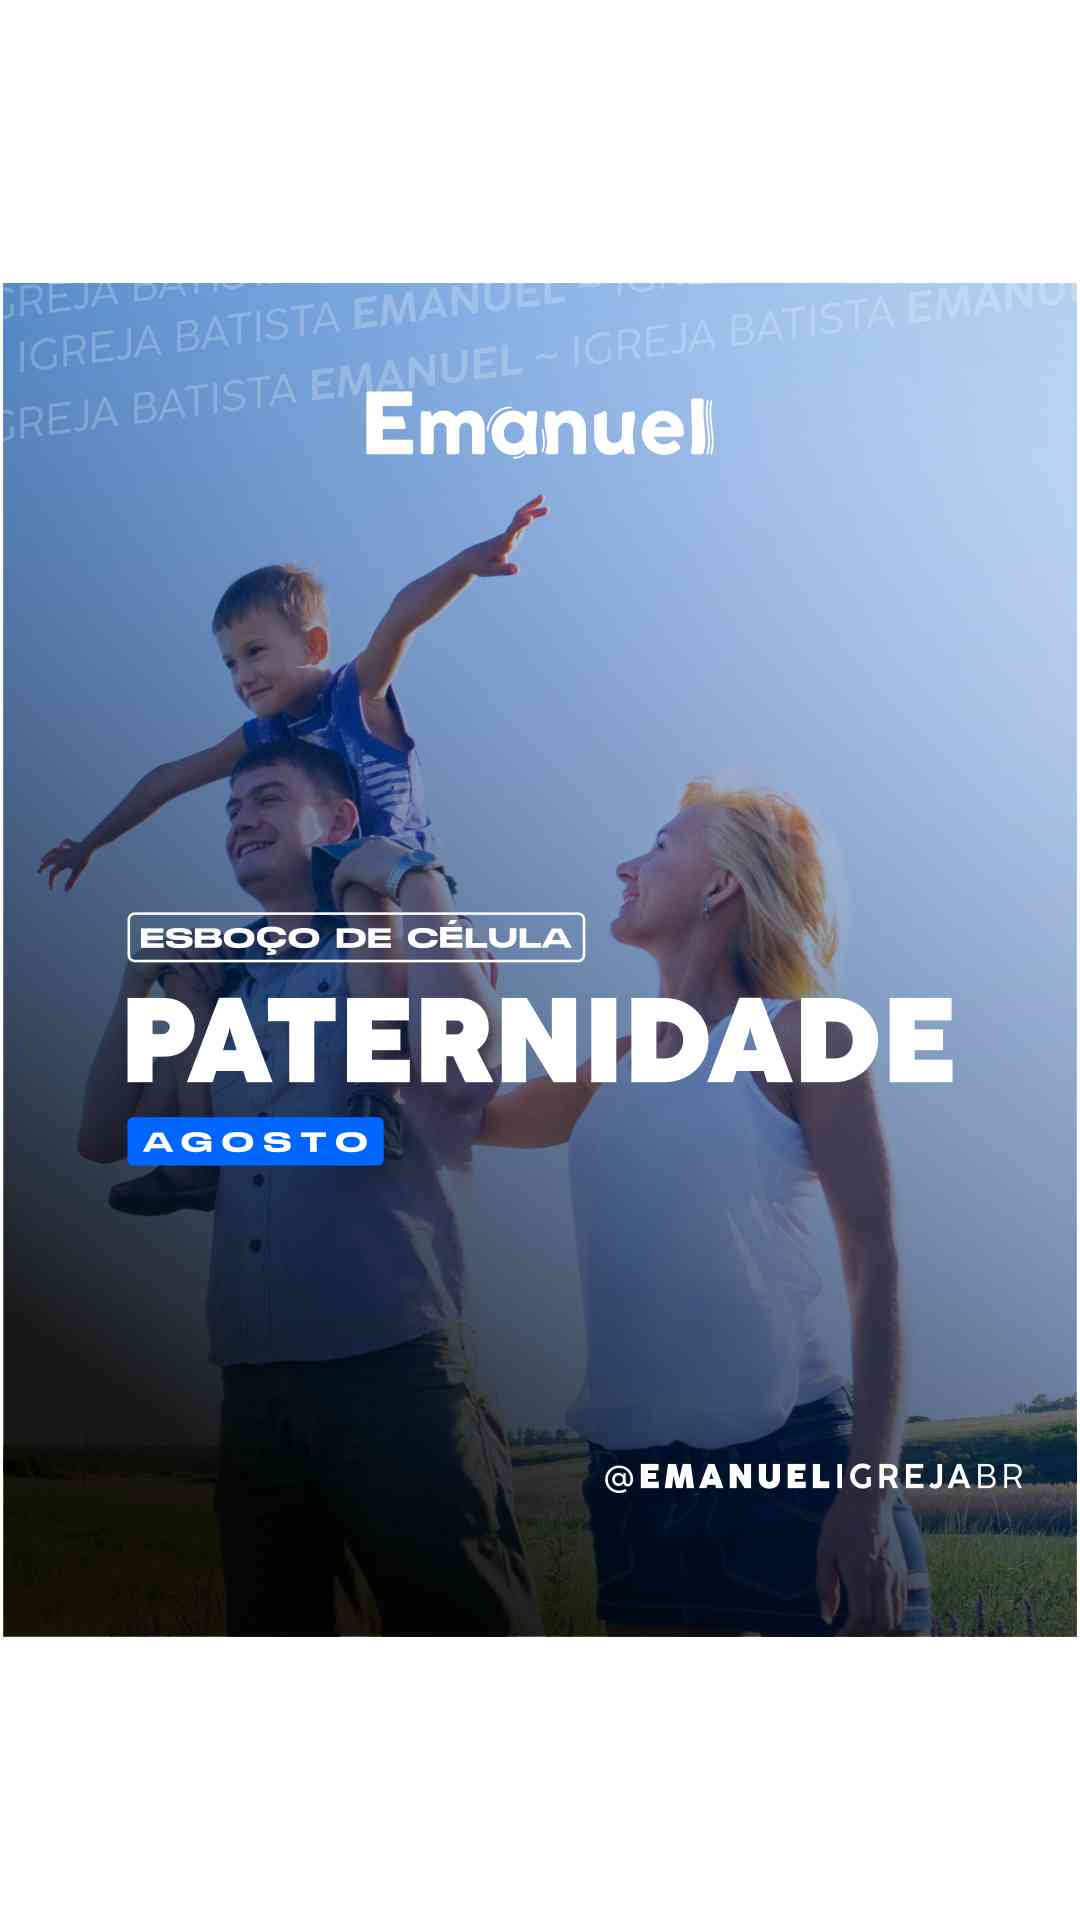 IGREJA BATISTA EMANUEL ~
IGREJA BATISTA EMANUEL ~ IGREJA BATISTA EMANUEL
Emanuel
ESBOÇO DE CÉLULA
PATERNIDADE
AGOSTO
@EMANUELIGREJABR